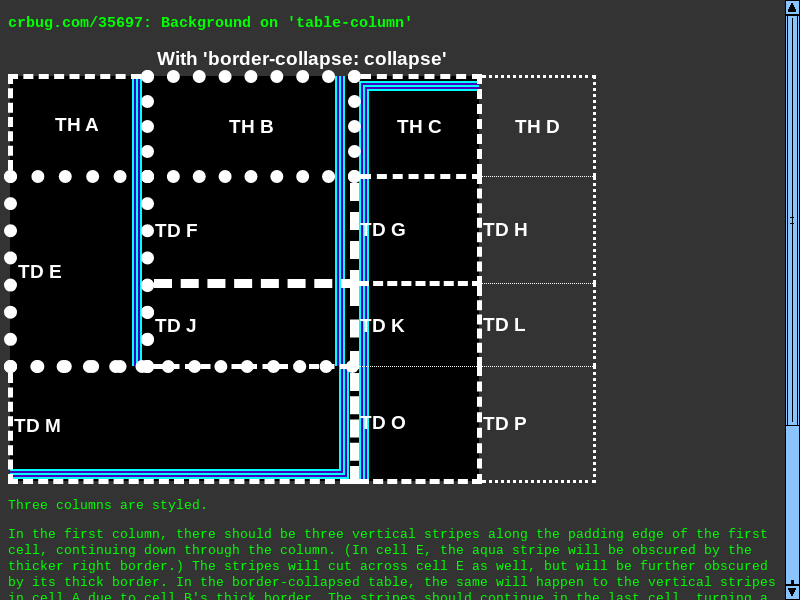 crbug.com/35697: Background on 'table-column'
With 'border-collapse: collapse'
TH A
TH B
TH C
TH D
TD E
TD F
TD G
TD H
TD J
TD K
TD L
TD M
TD O
TD P
Three columns are styled.
In the first column, there should be three vertical stripes along the padding edge of the first
cell, continuing down through the column. (In cell E, the aqua stripe will be obscured by the
thicker right border.) The stripes will cut across cell E as well, but will be further obscured
by its thick border. In the border-collapsed table, the same will happen to the vertical stripes
in cell A due to cell B's thick border. The stripes should continue in the last cell, turning a